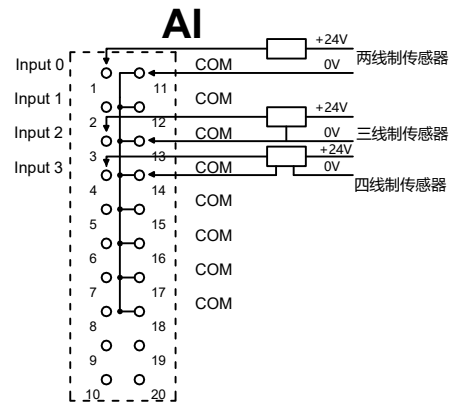 AI
+24V
Input 0 COM 0V 两线制传感器
1 11
Input 1 COM +24V
2 12
Input 2 COM 0V 三线制传感器
3 13 +24V
Input 3 COM 0V
4 14 四线制传感器
COM
5 15
COM
6 16
COM
7 17
COM
8 18
9 19
10 20